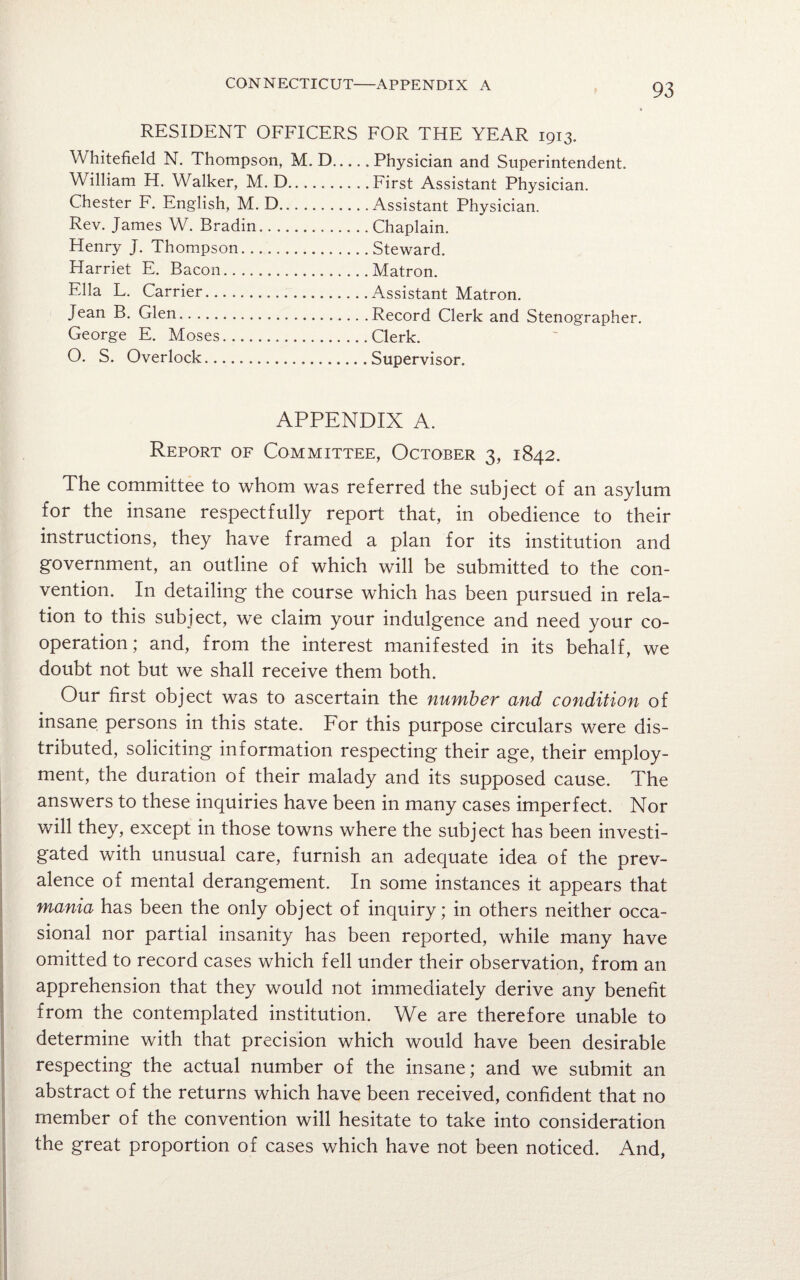 CONNECTICUT—APPENDIX A 93
RESIDENT OFFICERS FOR THE YEAR 1913.
Whitefield N. Thompson, M. D.....Physician and Superintendent.
William H. Walker, M. D..........First Assistant Physician.
Chester F. English, M. D...........Assistant Physician.
Rev. James W. Bradin.............Chaplain.
Henry J. Thompson...............Steward.
Harriet E. Bacon.................Matron.
Ella L. Carrier...................Assistant Matron.
Jean B. Glen......................Record Clerk and Stenographer.
George E. Moses.................Clerk.
O. S. Overlock...................Supervisor.
APPENDIX A.
Report of Committee, October 3, 1842.
The committee to whom was referred the subject of an asylum
for the insane respectfully report that, in obedience to their
instructions, they have framed a plan for its institution and
government, an outline of which will be submitted to the con-
vention. In detailing the course which has been pursued in rela-
tion to this subject, we claim your indulgence and need your co-
operation; and, from the interest manifested in its behalf, we
doubt not but we shall receive them both.
Our first object was to ascertain the number and condition of
insane persons in this state. For this purpose circulars were dis-
tributed, soliciting information respecting their age, their employ-
ment, the duration of their malady and its supposed cause. The
answers to these inquiries have been in many cases imperfect. Nor
will they, except in those towns where the subject has been investi-
gated with unusual care, furnish an adequate idea of the prev-
alence of mental derangement. In some instances it appears that
mania has been the only object of inquiry; in others neither occa-
sional nor partial insanity has been reported, while many have
omitted to record cases which fell under their observation, from an
apprehension that they would not immediately derive any benefit
from the contemplated institution. We are therefore unable to
determine with that precision which would have been desirable
respecting the actual number of the insane; and we submit an
abstract of the returns which have been received, confident that no
member of the convention will hesitate to take into consideration
the great proportion of cases which have not been noticed. And,